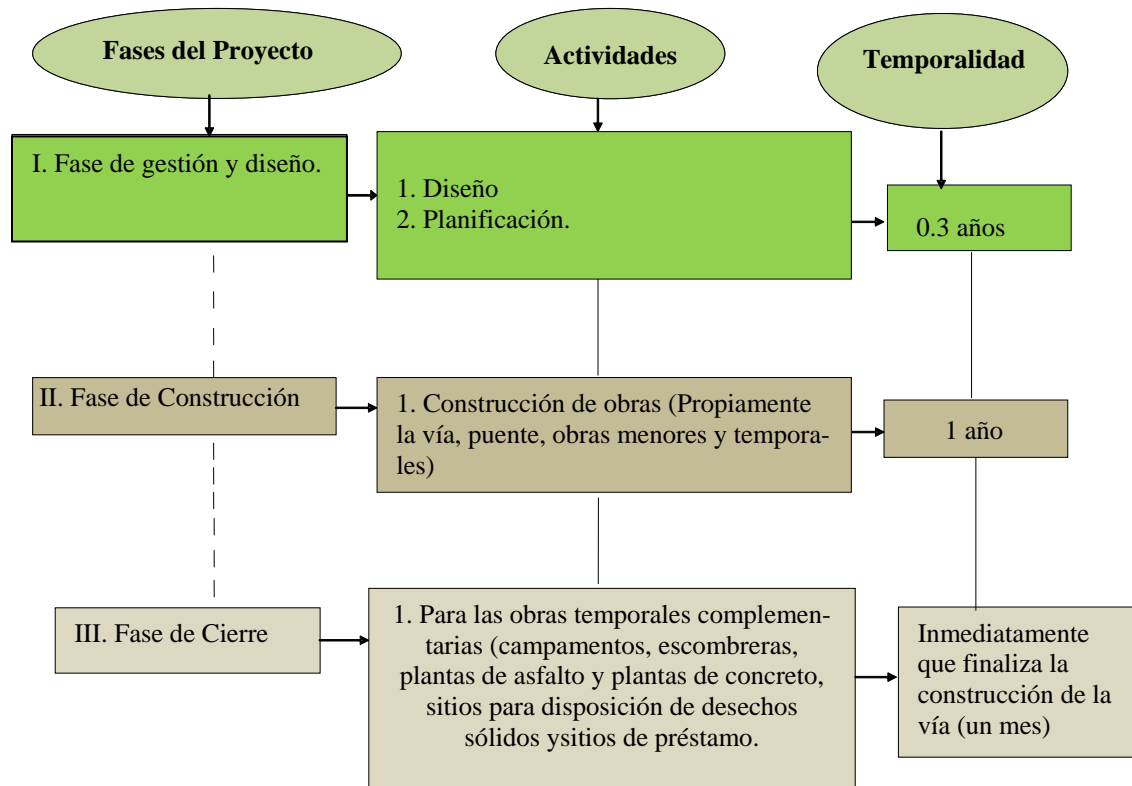 Fases del Proyecto
Actividades
Temporalidad
I. Fase de gestión y diseño.
1. Diseño
2. Planificación.
0.3 años
II. Fase de Construcción
1. Construcción de obras (Propiamente
la vía, puente, obras menores y tempora-
les)
1 año
III. Fase de Cierre
1. Para las obras temporales complemen-
tarias (campamentos, escombreras,
plantas de asfalto y plantas de concreto,
sitios para disposición de desechos
sólidos ysitios de préstamo.
Inmediatamente
que finaliza la
construcción de la
vía (un mes)